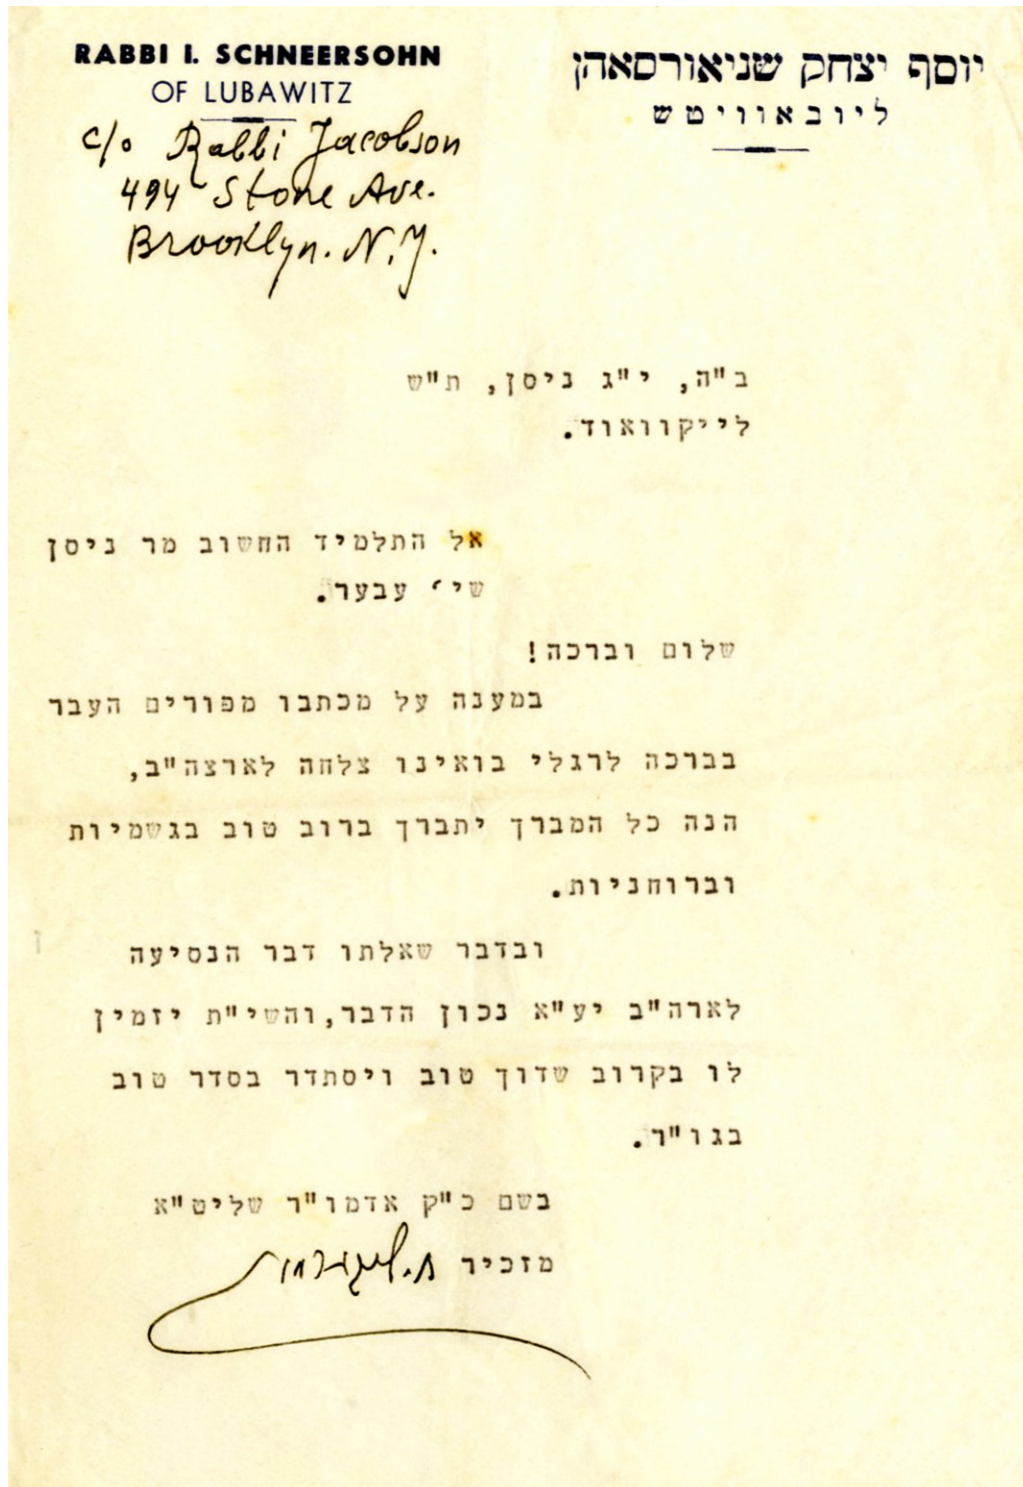 RABBI I. SCHNEERSOHN
OF LUBAWITZ
c/o Rabbi Jacobson
494 Stone Ave.
Brooklyn. N.Y.
יוסף יצחק שניאורסאהן
ליובאוויטש
ב"ה, י"ג ניסן, ת"ש
לייקוואוד.
אל התלמיד החשוב מר ניסן
שי' עבער.
שלום וברכה!
במענה על מכתבו מפורים העבר
בברכה לרגלי בואינו צלחה לארצה"ב,
הנה כל המברך יתברך ברוב טוב בגשמיות
וברוחניות.
ובדבר שאלתו דבר הנסיעה
לארה"ב יע"א נכון הדבר,והשי"ת יזמין
לו בקרוב שדוך טוב ויסתדר בסדר טוב
בגו"ר.
בשם כ"ק אדמו"ר שליט"א
מזכיר